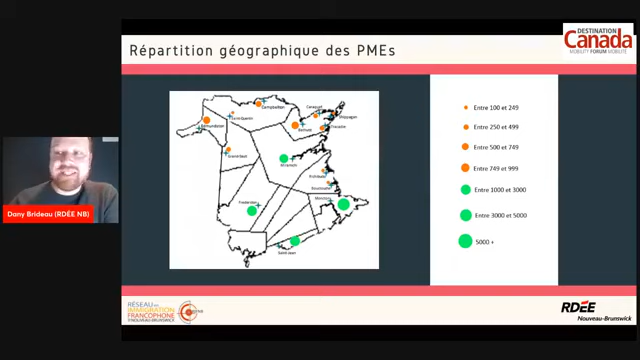 DESTINATION
Canada
MOBILITY FORUM MOBILITÉ
Répartition géographique des PMEs
Campbellton
Saint-Quentin
Edmundston
Grand-Sault
Caraquet
Shippagan
Tracadie
Bathurst
Miramichi
Richibucto
Bouctouche
Moncton
Fredericton
Saint-Jean
Entre 100 et 249
Entre 250 et 499
Entre 500 et 749
Entre 749 et 999
Entre 1000 et 3000
Entre 3000 et 5000
5000 +
Dany Brideau (RDÉE NB)
RÉSEAU EN
IMMIGRATION
FRANCOPHONE
RDÉE
Nouveau-Brunswick